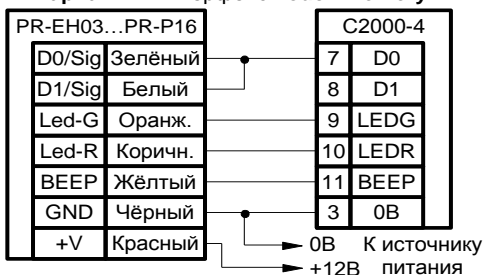 PR-EH03...PR-P16 C2000-4
D0/Sig Зелёный 7 D0
D1/Sig Белый 8 D1
Led-G Оранж. 9 LEDG
Led-R Коричн. 10 LEDR
BEEP Жёлтый 11 BEEP
GND Чёрный 3 0В
+V Красный 0В К источнику
+12В питания